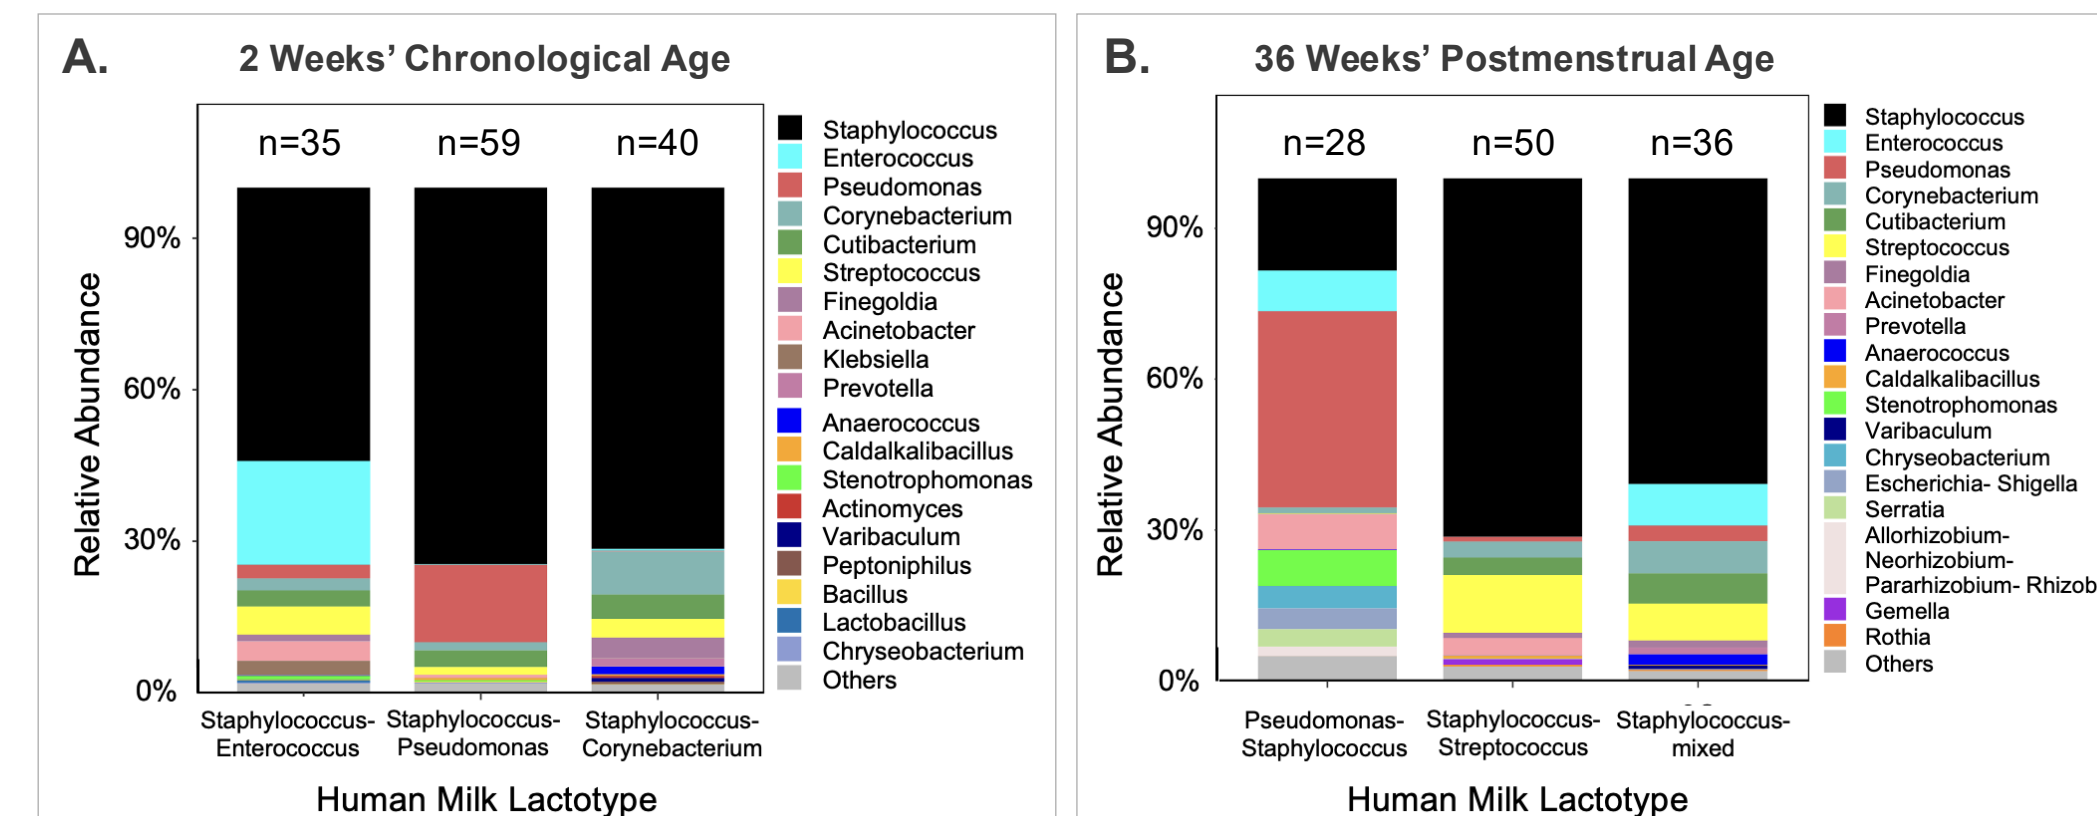 A.
2 Weeks’ Chronological Age
n=35
n=59
n=40
90%
60%
30%
0%
Relative Abundance
Staphylococcus-
Enterococcus
Staphylococcus-
Pseudomonas
Staphylococcus-
Corynebacterium
Human Milk Lactotype
Staphylococcus
Enterococcus
Pseudomonas
Corynebacterium
Cutibacterium
Streptococcus
Finegoldia
Acinetobacter
Klebsiella
Prevotella
Anaerococcus
Caldalkalibacillus
Stenotrophomonas
Actinomyces
Varibaculum
Peptoniphilus
Bacillus
Lactobacillus
Chryseobacterium
Others
B.
36 Weeks’ Postmenstrual Age
n=28
n=50
n=36
90%
60%
30%
0%
Relative Abundance
Pseudomonas-
Staphylococcus
Staphylococcus-
Streptococcus
Staphylococcus-
mixed
Human Milk Lactotype
Staphylococcus
Enterococcus
Pseudomonas
Corynebacterium
Cutibacterium
Streptococcus
Finegoldia
Acinetobacter
Prevotella
Anaerococcus
Caldalkalibacillus
Stenotrophomonas
Varibaculum
Chryseobacterium
Escherichia- Shigella
Serratia
Allorhizobium-
Neorhizobium-
Pararhizobium- Rhizob
Gemella
Rothia
Others